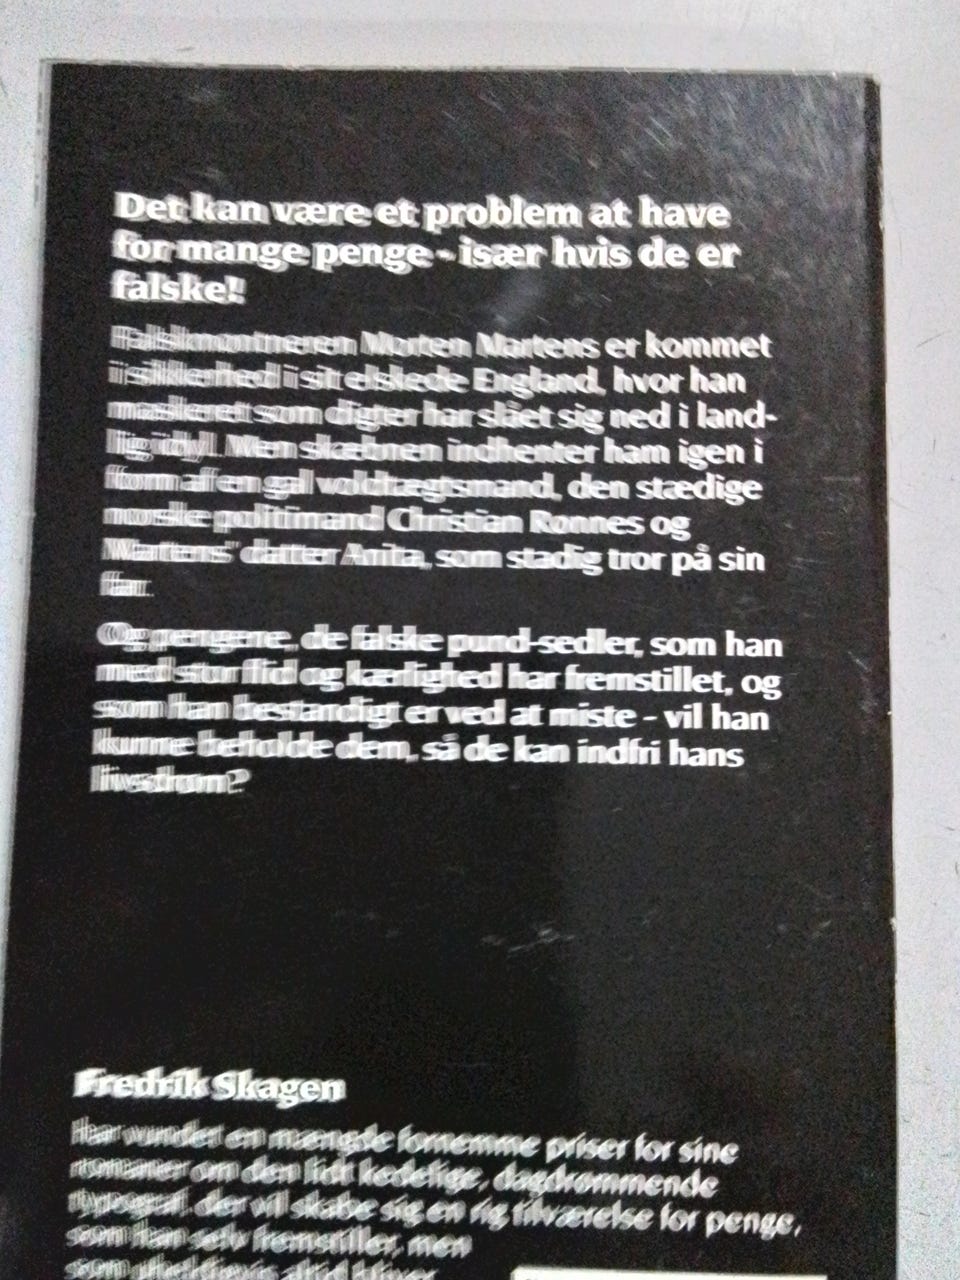 Det kan være et problem at have
for mange penge - især hvis de er
falske!
Falskmøntneren Morten Martens er kommet
i sikkerhed i sit elskede England, hvor han
maskeret som digter har slået sig ned i land-
lig idyl. Men skæbnen indhenter ham igen i
form af en gal voldtægtsmand, den stædige
norske politimand Christian Rønnes og
Martens' datter Anita, som stadig tror på sin
far.
Og pengene, de falske pund-sedler, som han
med stor flid og kærlighed har fremstillet, og
som han bestandigt er ved at miste - vil han
kunne beholde dem, så de kan indfri hans
livsdrøm?
Fredrik Skagen
har vundet en mængde fornemme priser for sine
romaner om den lidt kedelige, dagdrømmende
typograf, der vil skabe sig en rig tilværelse for penge,
som han selv fremstiller, men
som altid bliver